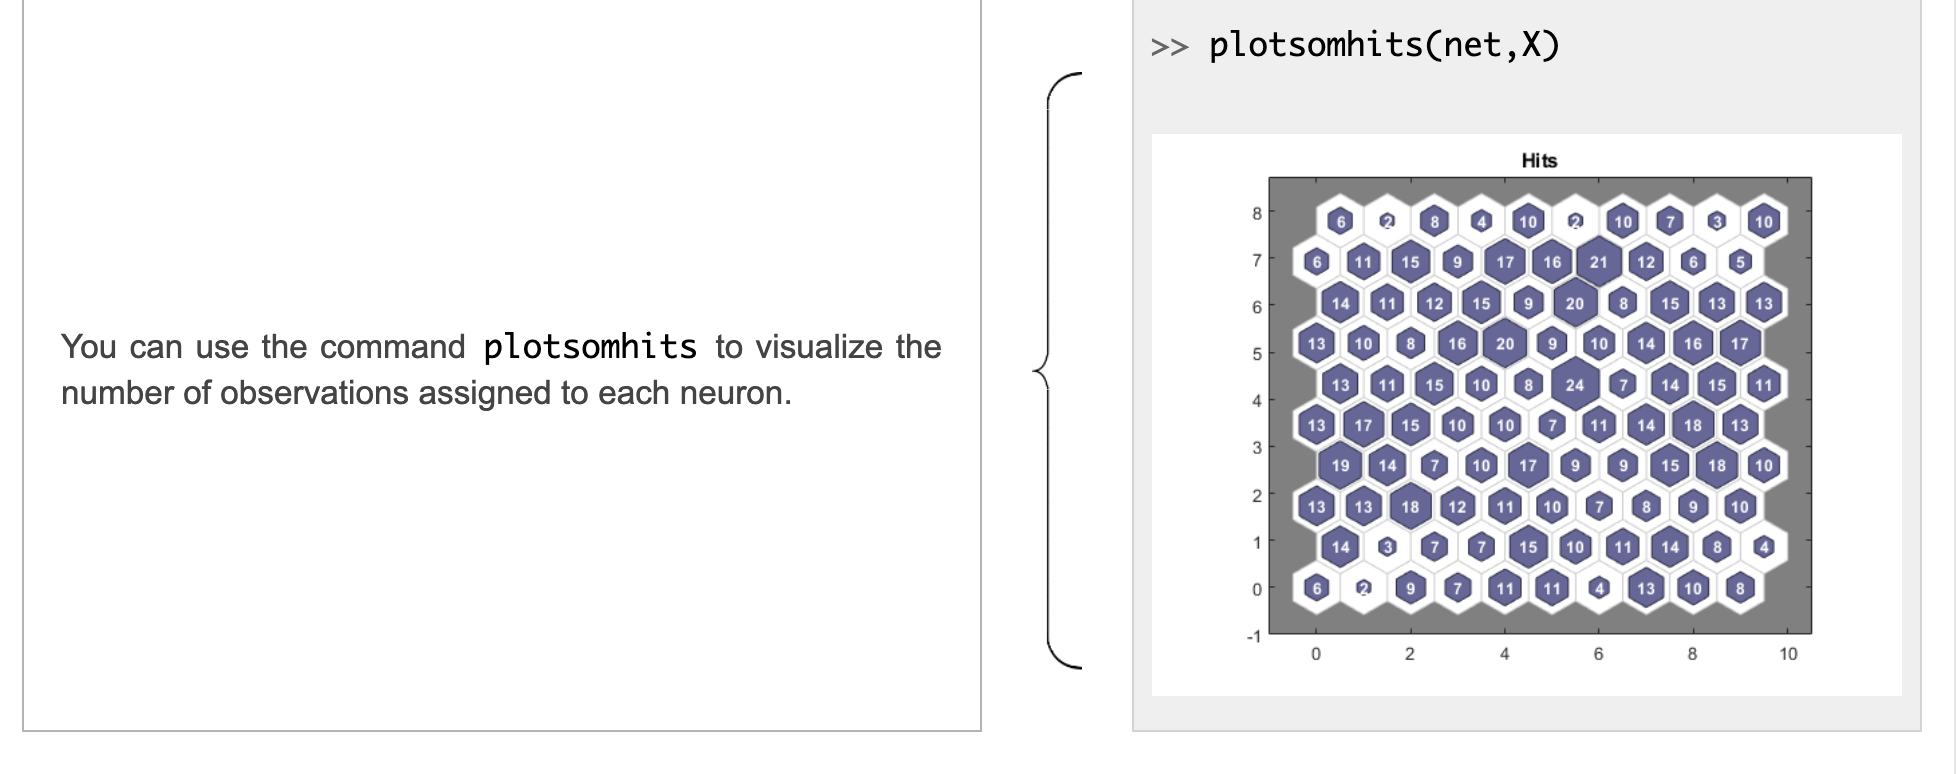 You can use the command plotsomhits to visualize the
number of observations assigned to each neuron.
>> plotsomhits(net,X)
Hits
8
7
6
5
4
3
2
1
0
-1
6 2 8 4 10 2 10 7 3 10
6 11 15 9 17 16 21 12 6 5
14 11 12 15 9 20 8 15 13 13
13 10 8 16 20 9 10 14 16 17
13 11 15 10 8 24 7 14 15 11
13 17 15 10 10 7 11 14 18 13
19 14 7 10 17 9 9 15 18 10
13 13 18 12 11 10 7 8 9 10
14 3 7 7 15 10 11 14 8 4
6 2 9 7 11 11 4 13 10 8
0 2 4 6 8 10